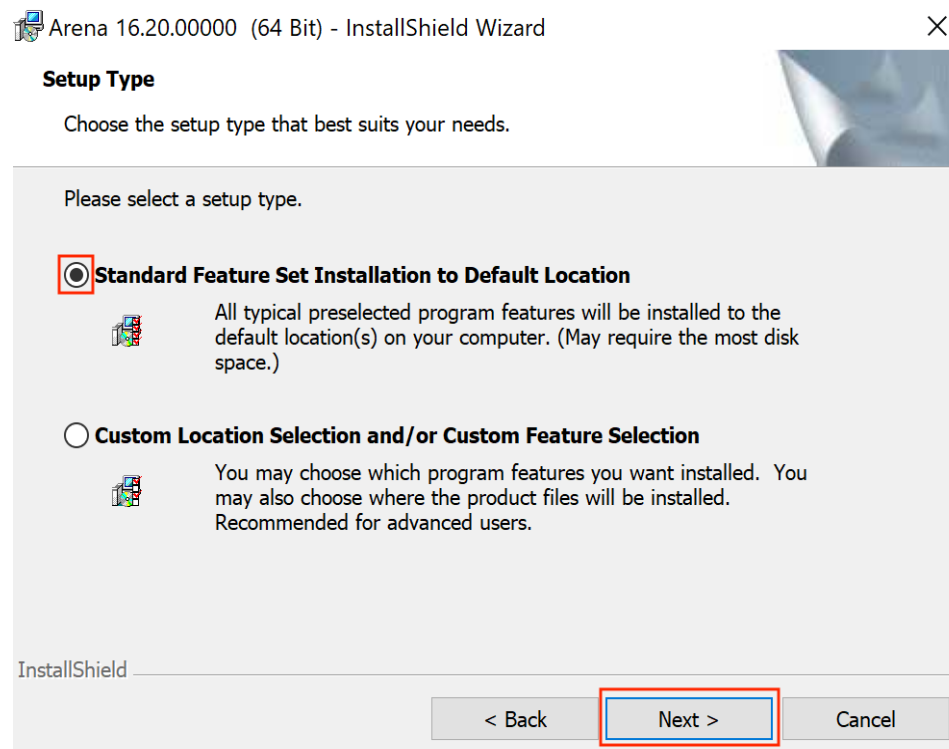 Arena 16.20.00000 (64 Bit) - InstallShield Wizard
Setup Type
Choose the setup type that best suits your needs.
Please select a setup type.
Standard Feature Set Installation to Default Location
All typical preselected program features will be installed to the
default location(s) on your computer. (May require the most disk
space.)
Custom Location Selection and/or Custom Feature Selection
You may choose which program features you want installed. You
may also choose where the product files will be installed.
Recommended for advanced users.
InstallShield
< Back Next > Cancel